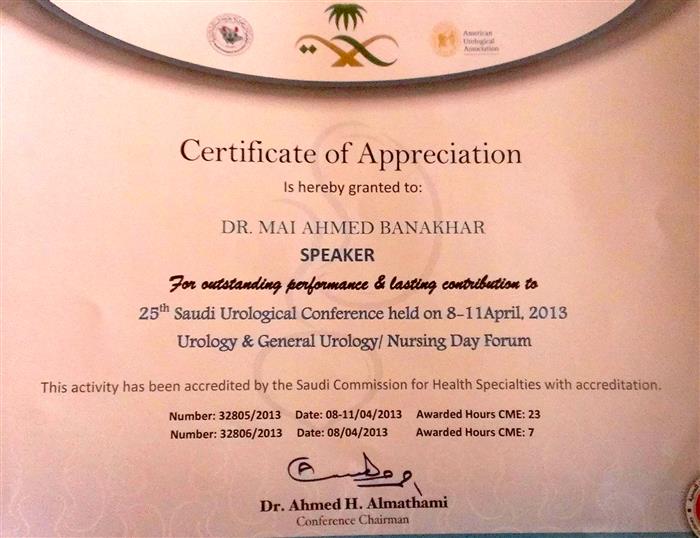 American
Urological
Association
Certificate of Appreciation
Is hereby granted to:
DR. MAI AHMED BANAKHAR
SPEAKER
For outstanding performance & lasting contribution to
25th Saudi Urological Conference held on 8-11April, 2013
Urology & General Urology/ Nursing Day Forum
This activity has been accredited by the Saudi Commission for Health Specialties with accreditation.
Number: 32805/2013 Date: 08-11/04/2013 Awarded Hours CME: 23
Number: 32806/2013 Date: 08/04/2013 Awarded Hours CME: 7
Dr. Ahmed H. Almathami
Conference Chairman